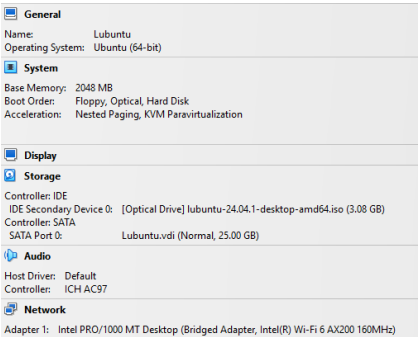 General
Name: Lubuntu
Operating System: Ubuntu (64-bit)
System
Base Memory: 2048 MB
Boot Order: Floppy, Optical, Hard Disk
Acceleration: Nested Paging, KVM Paravirtualization
Display
Storage
Controller: IDE
IDE Secondary Device 0: [Optical Drive] lubuntu-24.04.1-desktop-amd64.iso (3.08 GB)
Controller: SATA
SATA Port 0: Lubuntu.vdi (Normal, 25.00 GB)
Audio
Host Driver: Default
Controller: ICH AC97
Network
Adapter 1: Intel PRO/1000 MT Desktop (Bridged Adapter, Intel(R) Wi-Fi 6 AX200 160MHz)